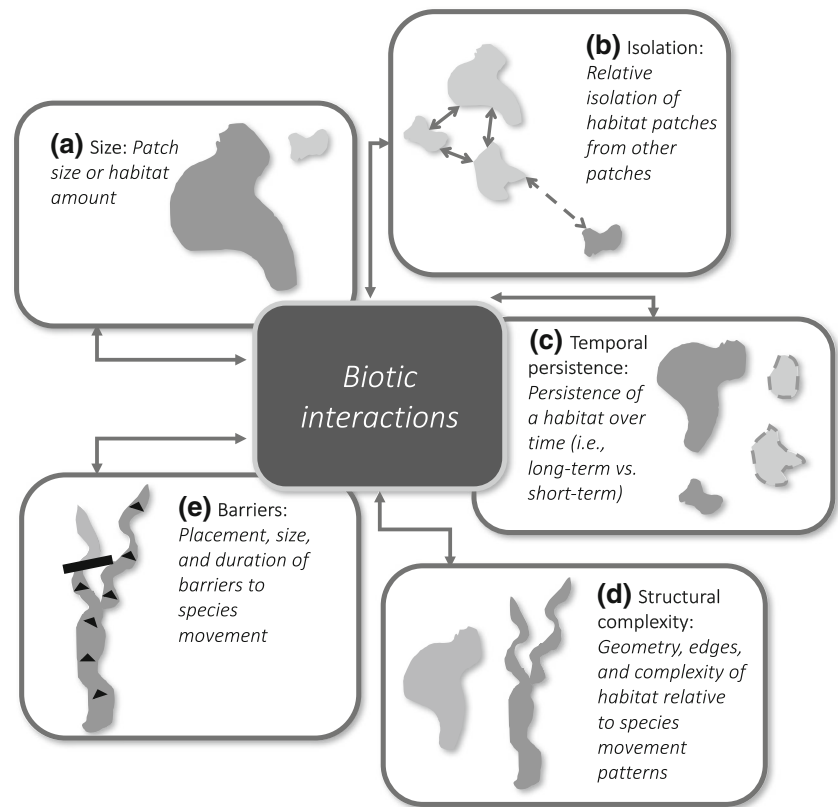 (a) Size: Patch
size or habitat
amount
(b) Isolation:
Relative
isolation of
habitat patches
from other
patches
Biotic
interactions
(c) Temporal
persistence:
Persistence of
a habitat over
time (i.e.,
long-term vs.
short-term)
(e) Barriers:
Placement, size,
and duration of
barriers to
species
movement
(d) Structural
complexity:
Geometry, edges,
and complexity of
habitat relative
to species
movement
patterns